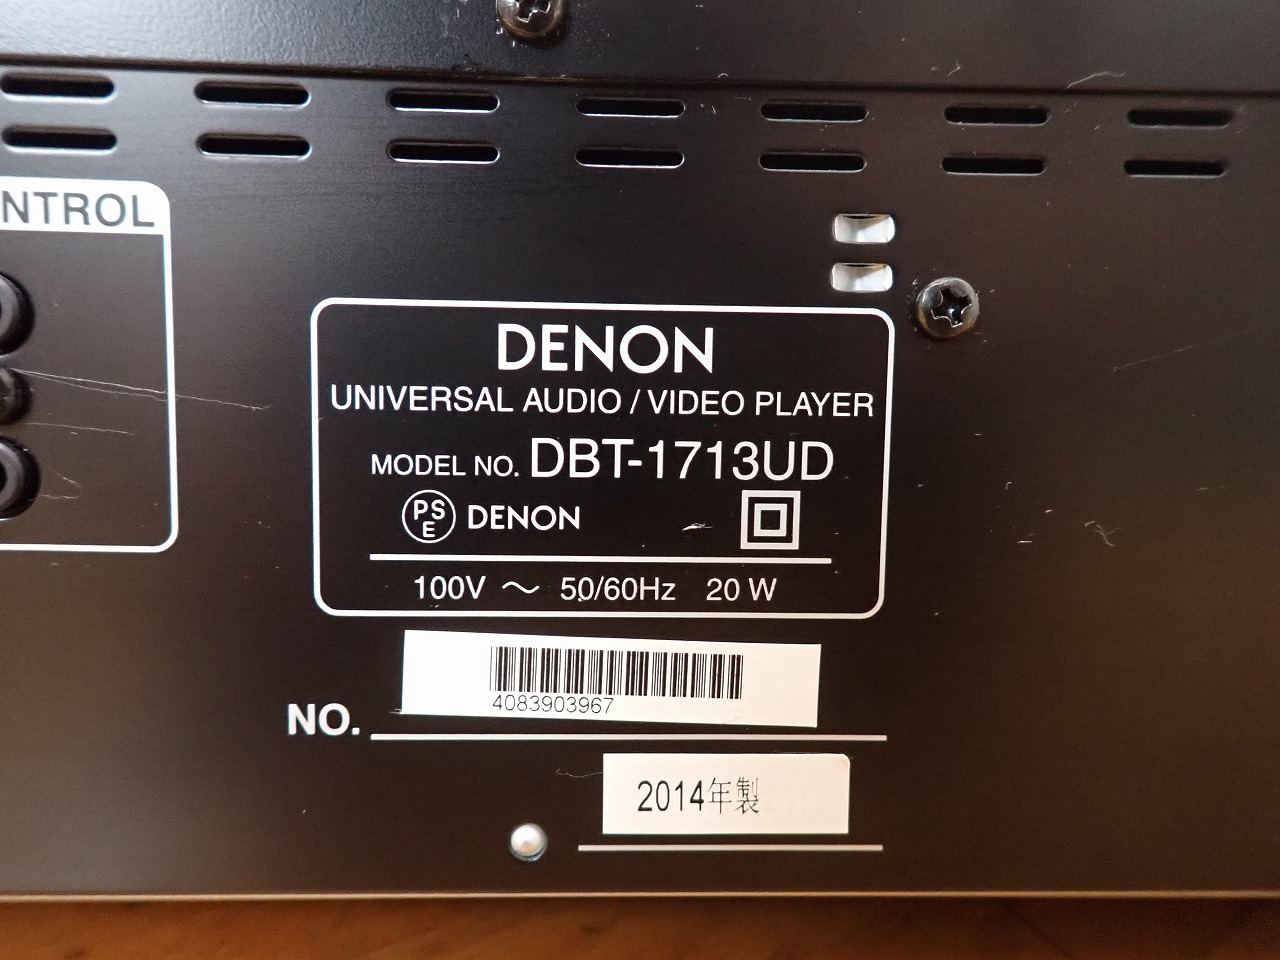 NTROL
DENON
UNIVERSAL AUDIO / VIDEO PLAYER
MODEL NO. DBT-1713UD
PS E DENON
100V ～ 50/60Hz 20 W
4083903967
NO.
2014年製